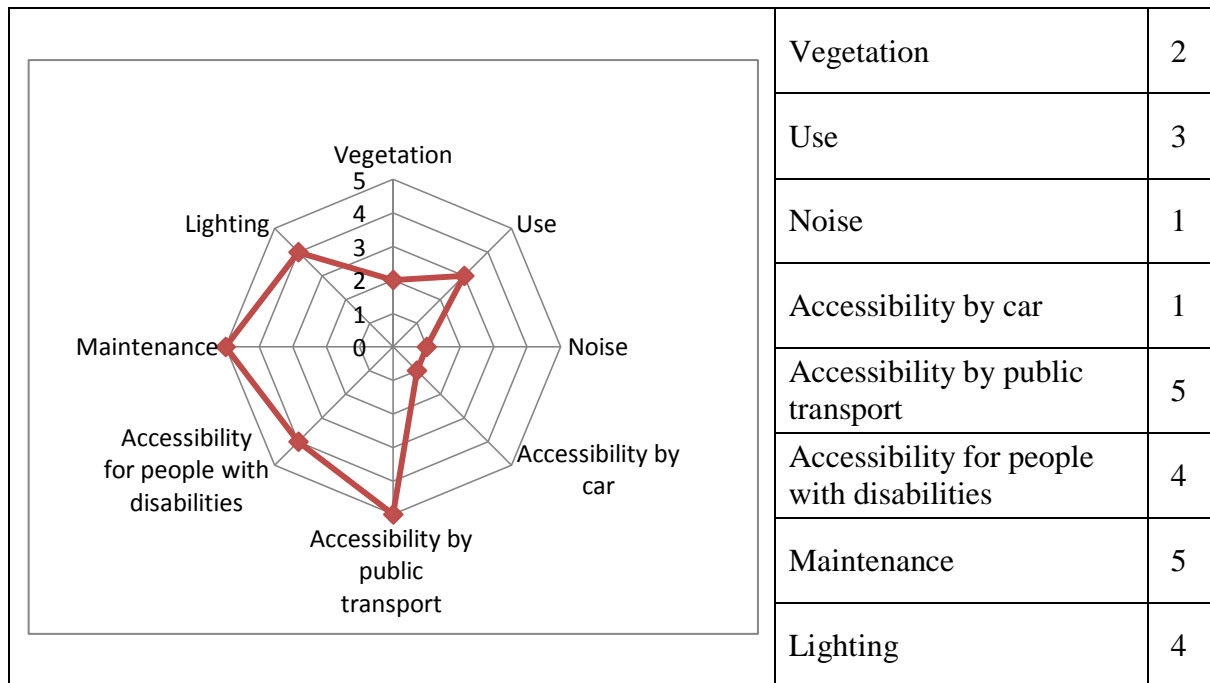 Vegetation
5
4
3
2
1
0
Use
Noise
Accessibility by
car
Accessibility by
public
transport
Accessibility
for people with
disabilities
Maintenance
Lighting
Vegetation 2
Use 3
Noise 1
Accessibility by car 1
Accessibility by public
transport 5
Accessibility for people
with disabilities 4
Maintenance 5
Lighting 4